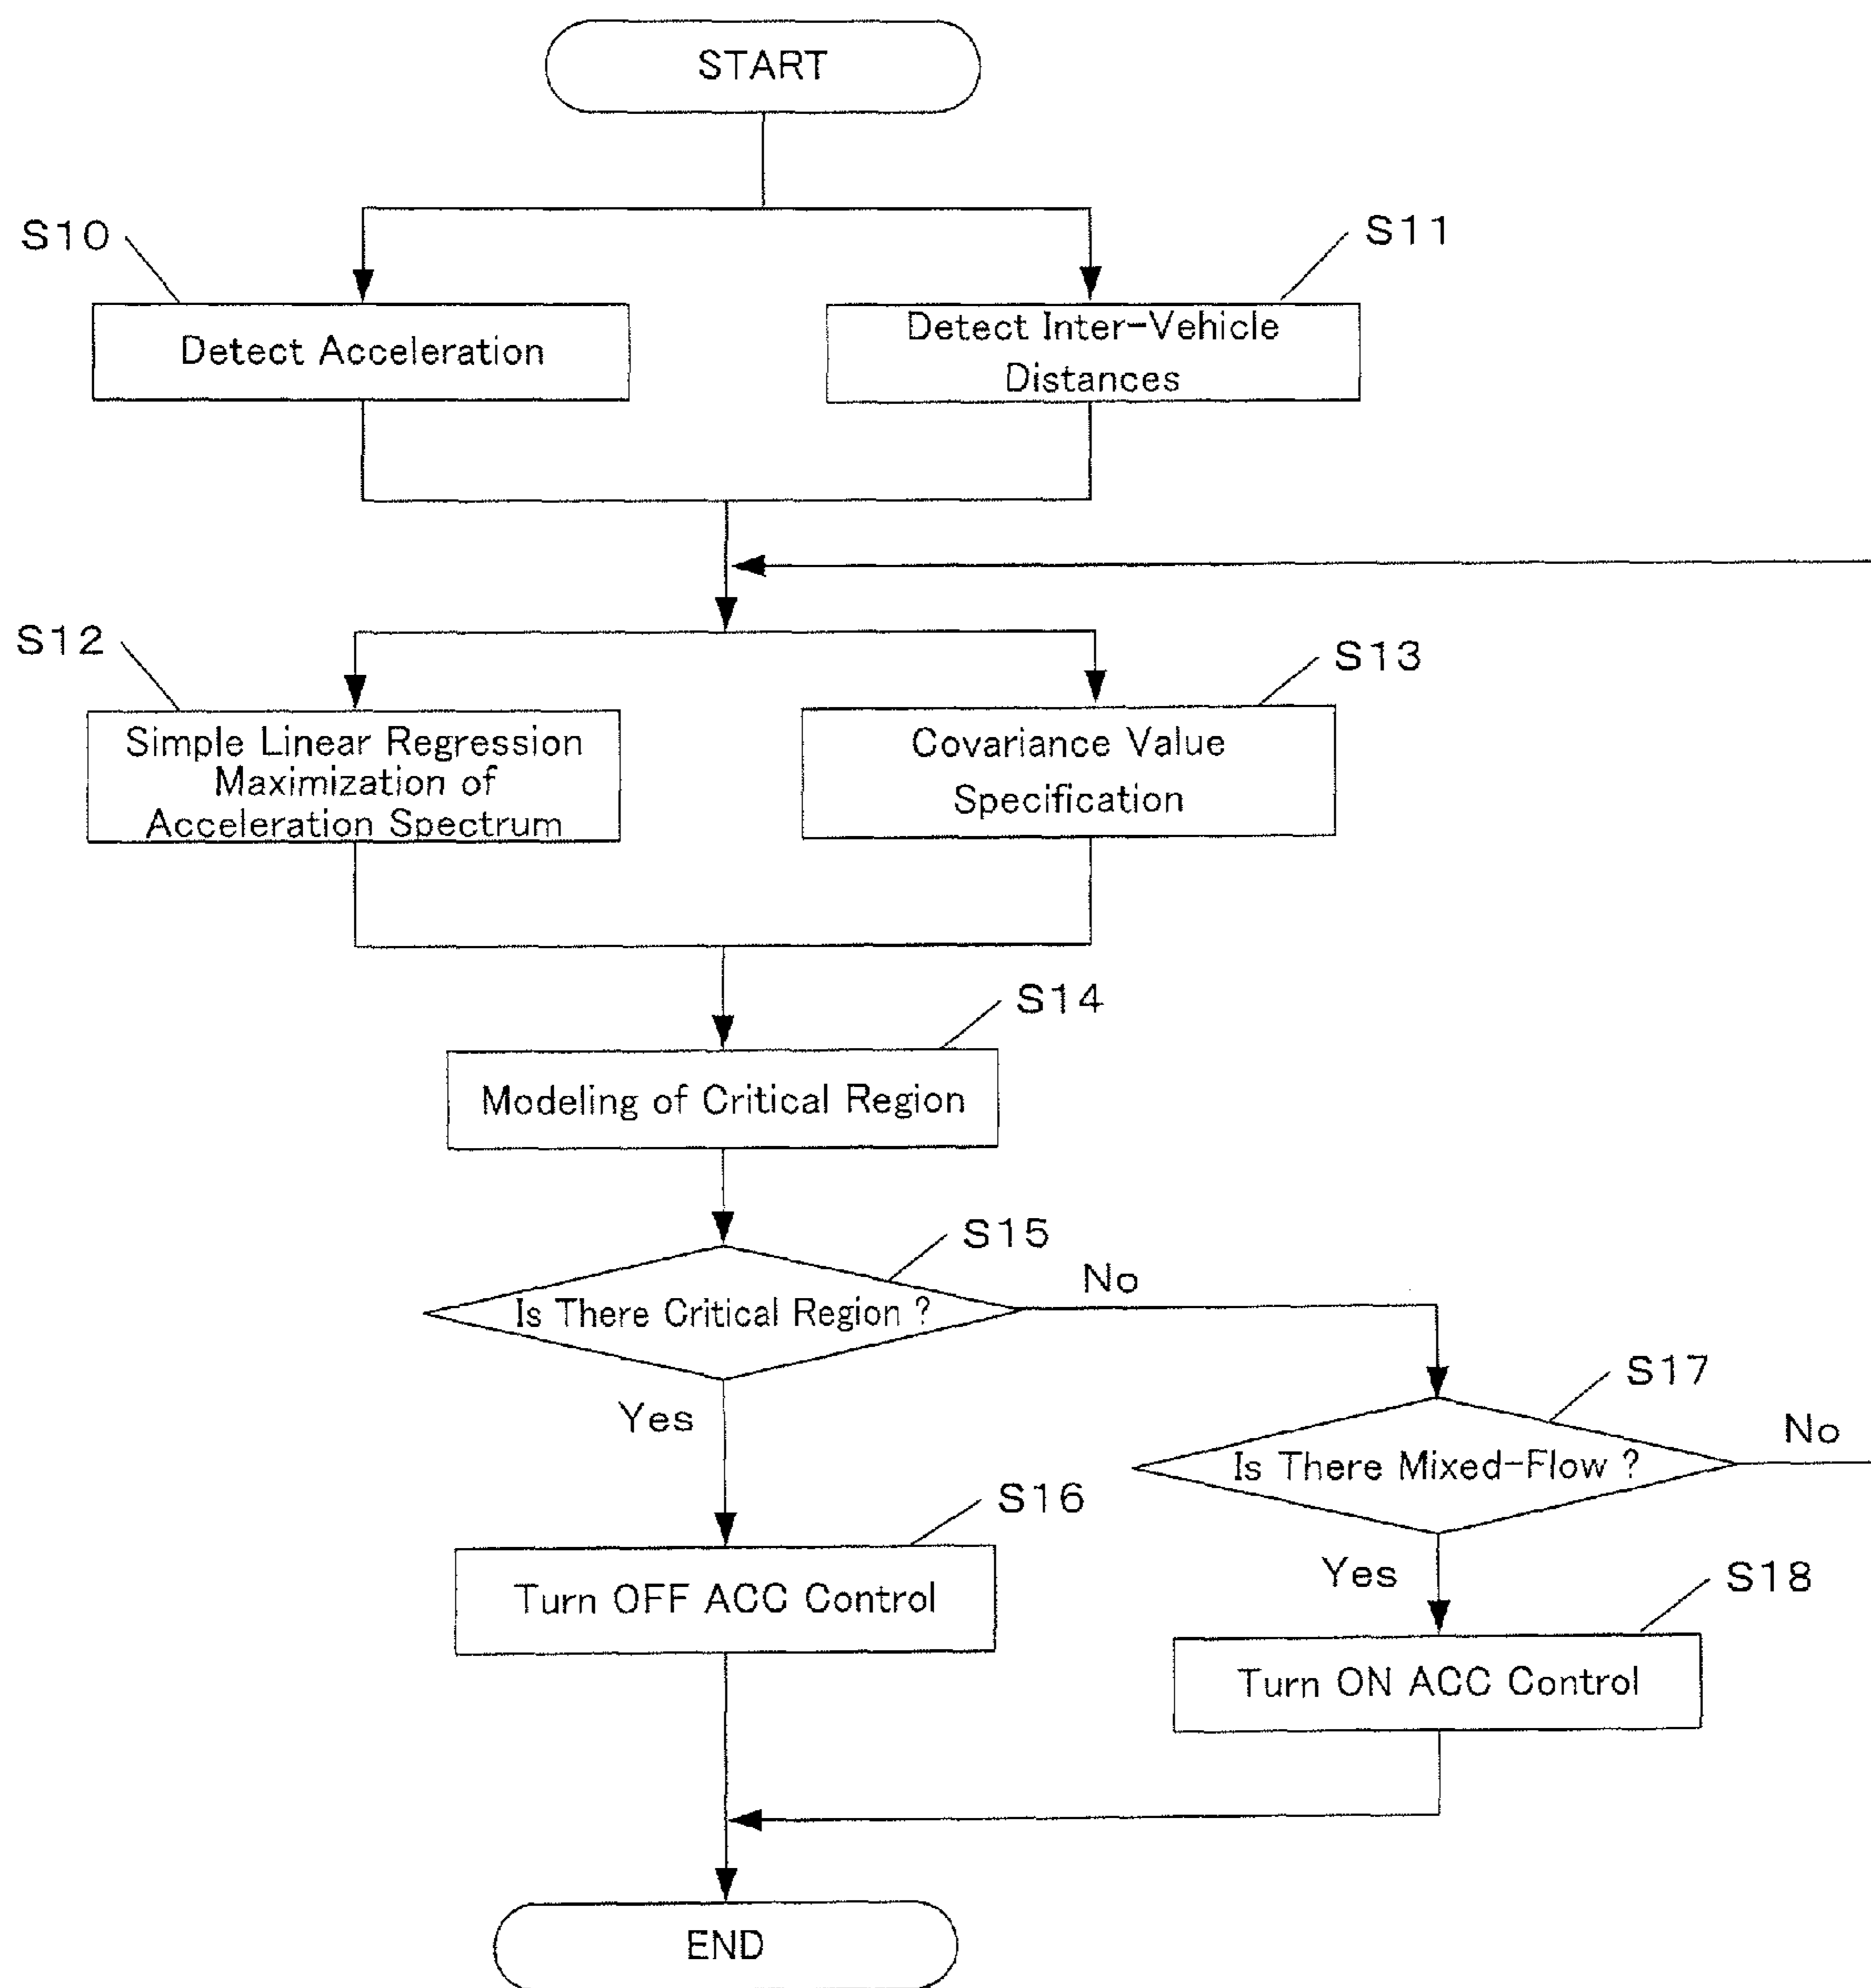 START
S10
S11
Detect Acceleration
Detect Inter-Vehicle
Distances
S12
S13
Simple Linear Regression
Maximization of
Acceleration Spectrum
Covariance Value
Specification
S14
Modeling of Critical Region
S15
Is There Critical Region ?
No
Yes
S17
Is There Mixed-Flow ?
No
S16
Turn OFF ACC Control
Yes
S18
Turn ON ACC Control
END